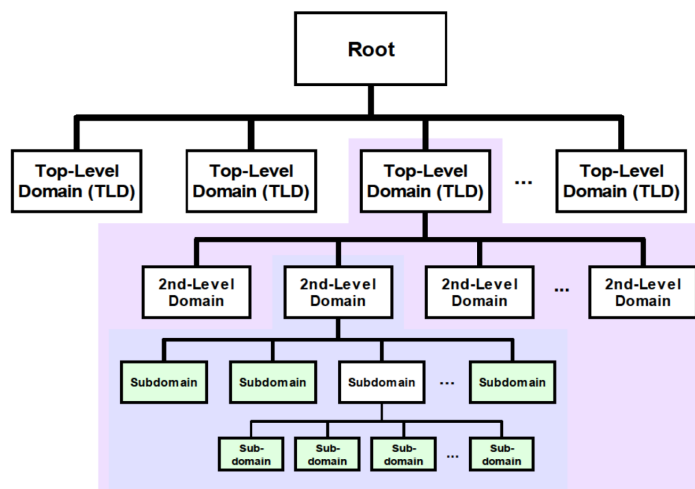 Root
Top-Level
Domain (TLD)
Top-Level
Domain (TLD)
Top-Level
Domain (TLD)
...
Top-Level
Domain (TLD)
2nd-Level
Domain
2nd-Level
Domain
2nd-Level
Domain
...
2nd-Level
Domain
Subdomain
Subdomain
Subdomain
...
Subdomain
Sub-
domain
Sub-
domain
Sub-
domain
...
Sub-
domain